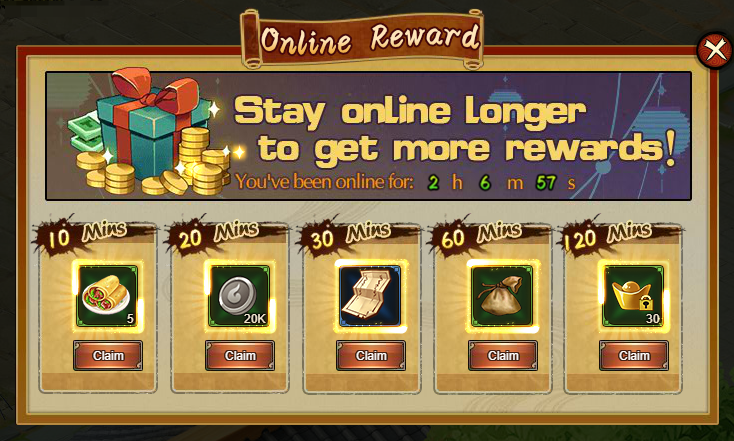 Online Reward
Stay online longer
to get more rewards!
You've been online for: 2 h 6 m 57 s
10 Mins 20 Mins 30 Mins 60 Mins 120 Mins
5 20K 30
Claim Claim Claim Claim Claim